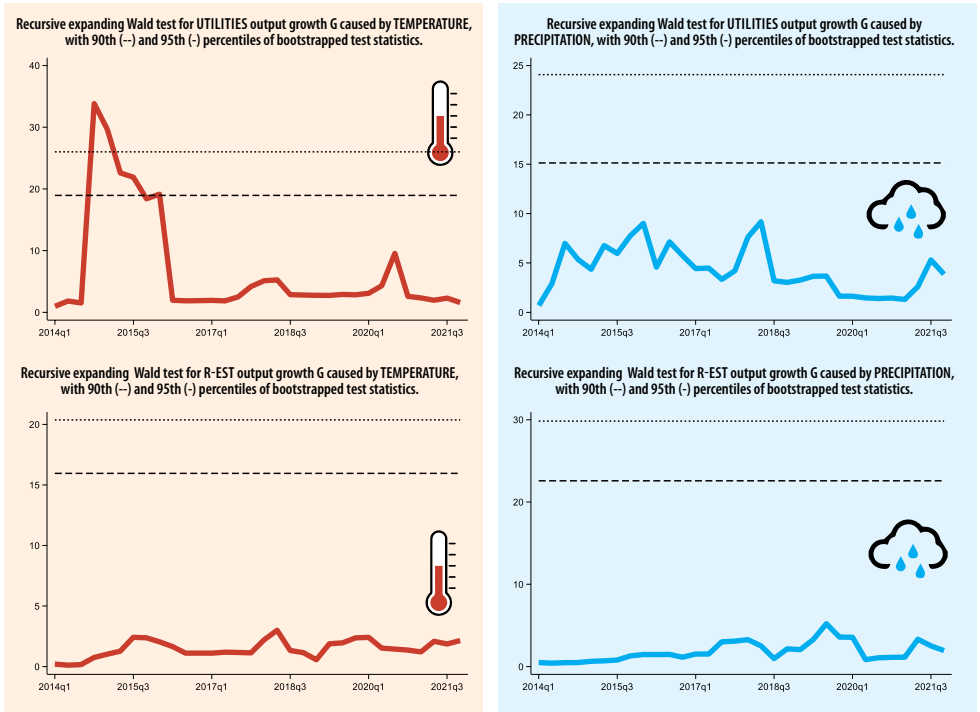 Recursive expanding Wald test for UTILITIES output growth G caused by TEMPERATURE,
with 90th (--) and 95th (-) percentiles of bootstrapped test statistics.
40
30
20
10
0
2014q1 2015q3 2017q1 2018q3 2020q1 2021q3
Recursive expanding Wald test for UTILITIES output growth G caused by
PRECIPITATION, with 90th (--) and 95th (-) percentiles of bootstrapped test statistics.
25
20
15
10
5
0
2014q1 2015q3 2017q1 2018q3 2020q1 2021q3
Recursive expanding Wald test for R-EST output growth G caused by TEMPERATURE,
with 90th (--) and 95th (-) percentiles of bootstrapped test statistics.
20
15
10
5
0
2014q1 2015q3 2017q1 2018q3 2020q1 2021q3
Recursive expanding Wald test for R-EST output growth G caused by PRECIPITATION,
with 90th (--) and 95th (-) percentiles of bootstrapped test statistics.
30
20
10
0
2014q1 2015q3 2017q1 2018q3 2020q1 2021q3